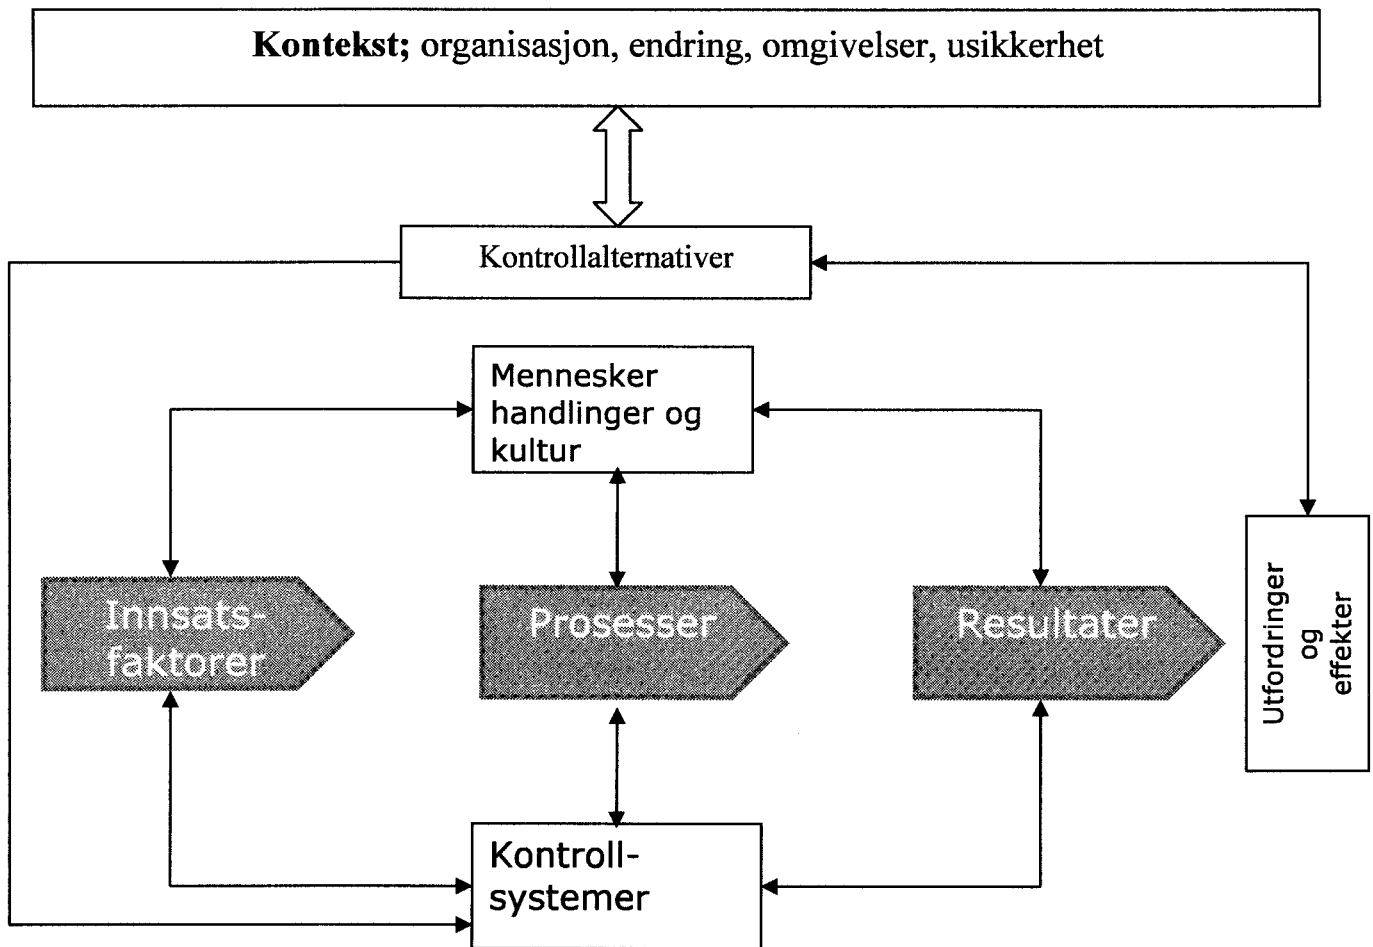 Kontekst; organisasjon, endring, omgivelser, usikkerhet
Kontrollalternativer
Mennesker
handlinger og
kultur
Innsats-
faktorer
Prosesser
Resultater
Utfordringer
og
effekter
Kontroll-
systemer